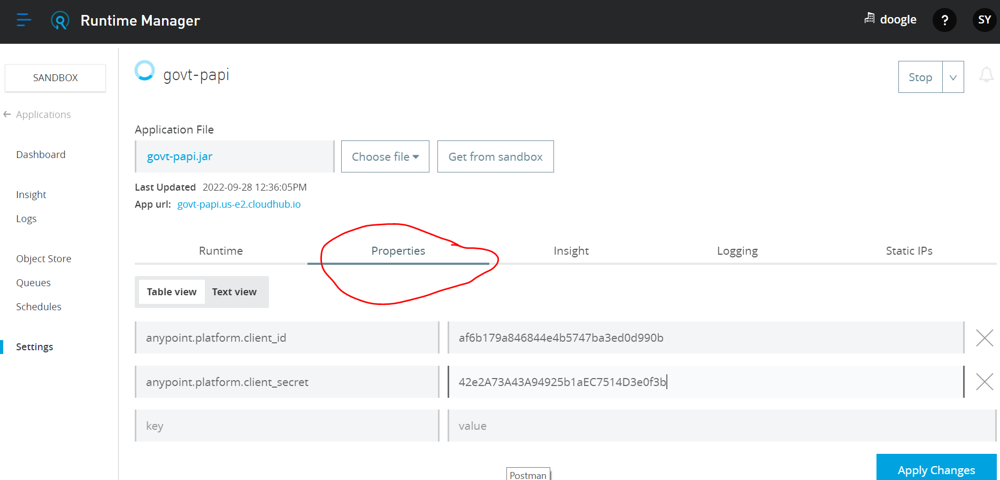 Runtime Manager
doogle
?
SY
SANDBOX
Applications
Dashboard
Insight
Logs
Object Store
Queues
Schedules
Settings
govt-papi
Stop
Application File
govt-papi.jar
Choose file
Get from sandbox
Last Updated 2022-09-28 12:36:05PM
App url: govt-papi.us-e2.cloudhub.io
Runtime Properties Insight Logging Static IPs
Table view Text view
anypoint.platform.client_id af6b179a846844e4b5747ba3ed0d990b
anypoint.platform.client_secret 42e2A73A43A94925b1aEC7514D3e0f3b
key value
Apply Changes
Postman